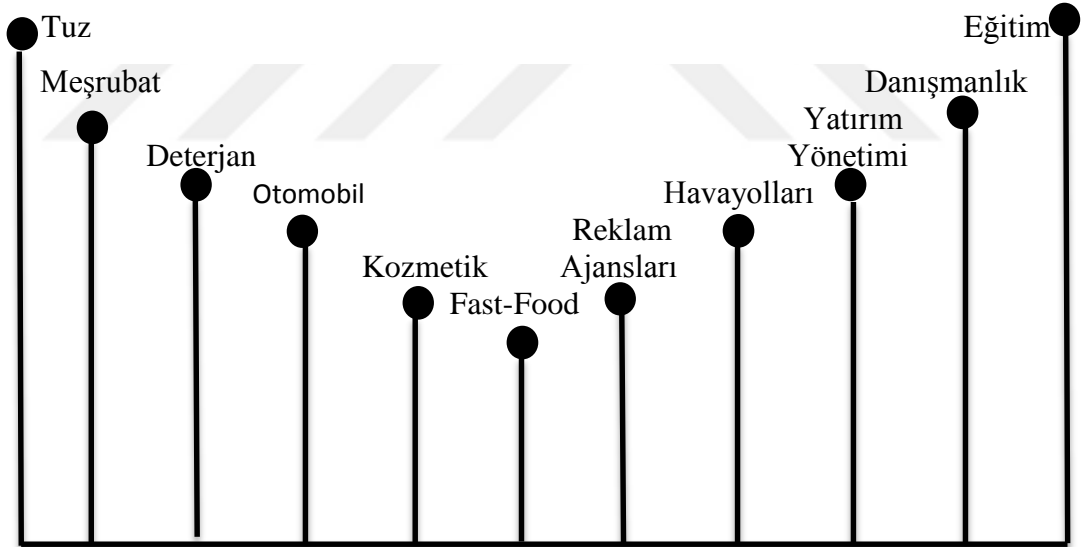 Tuz
Meşrubat
Deterjan
Otomobil
Kozmetik
Fast-Food
Reklam
Ajansları
Havayolları
Yatırım
Yönetimi
Danışmanlık
Eğitim